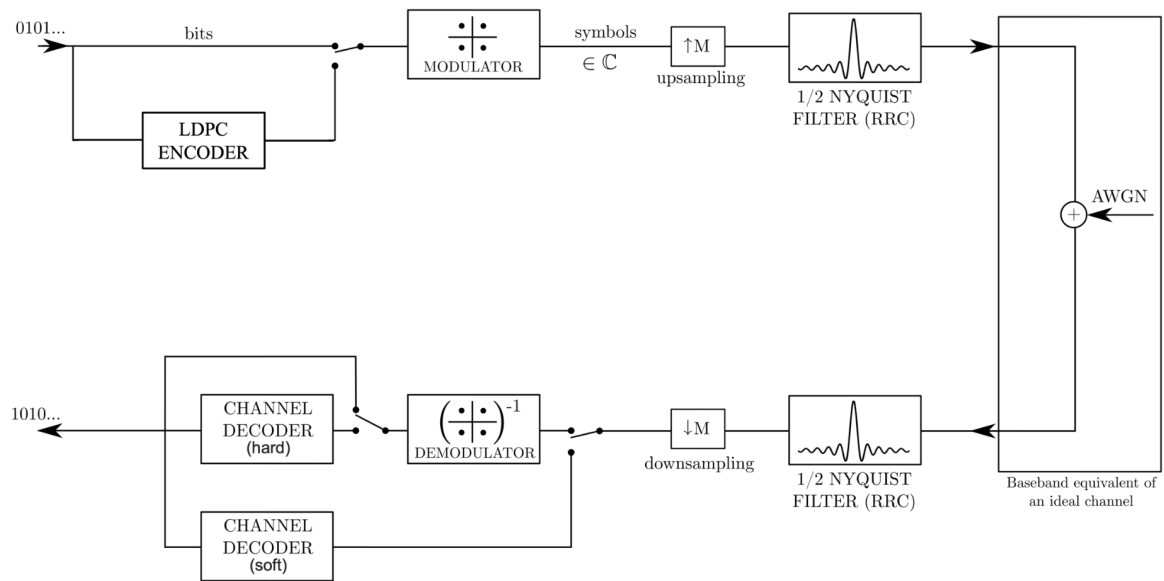 0101...
bits
LDPC
ENCODER
MODULATOR
symbols
∈ ℂ
↑M
upsampling
1/2 NYQUIST
FILTER (RRC)
AWGN
+
Baseband equivalent of
an ideal channel
1/2 NYQUIST
FILTER (RRC)
↓M
downsampling
( )-1
DEMODULATOR
CHANNEL
DECODER
(hard)
CHANNEL
DECODER
(soft)
1010...